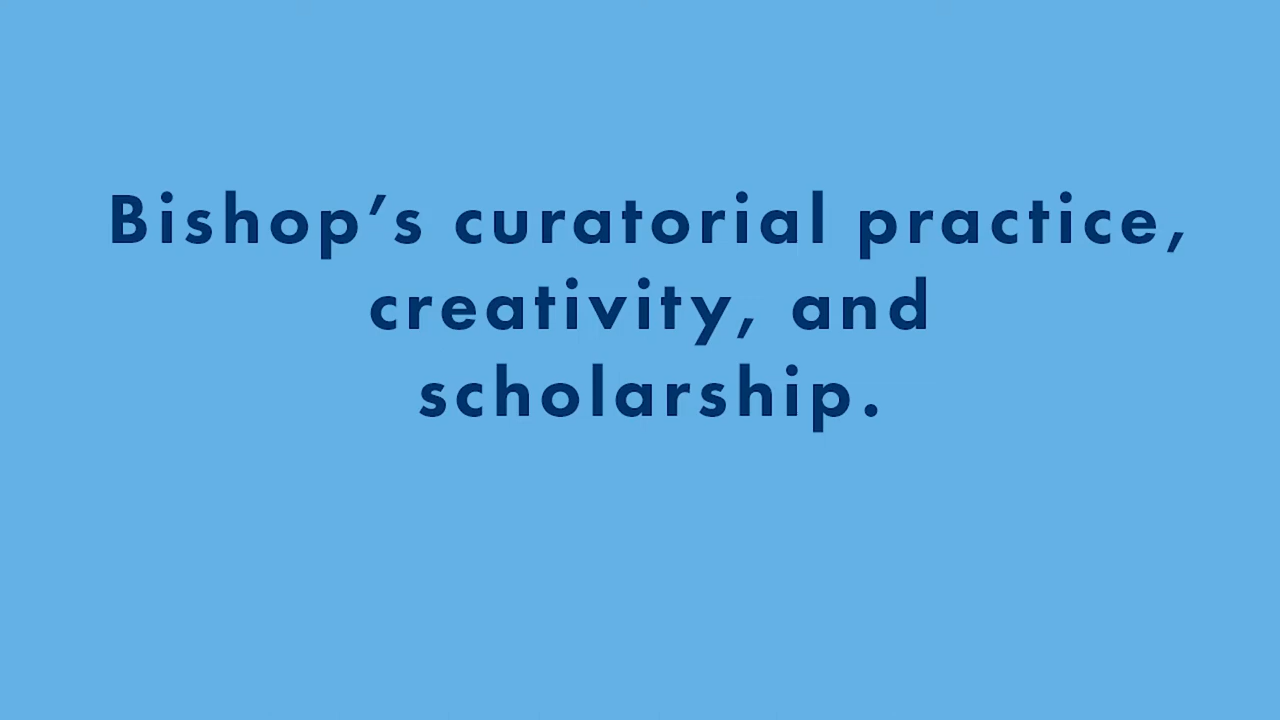 Bishop’s curatorial practice,
creativity, and
scholarship.